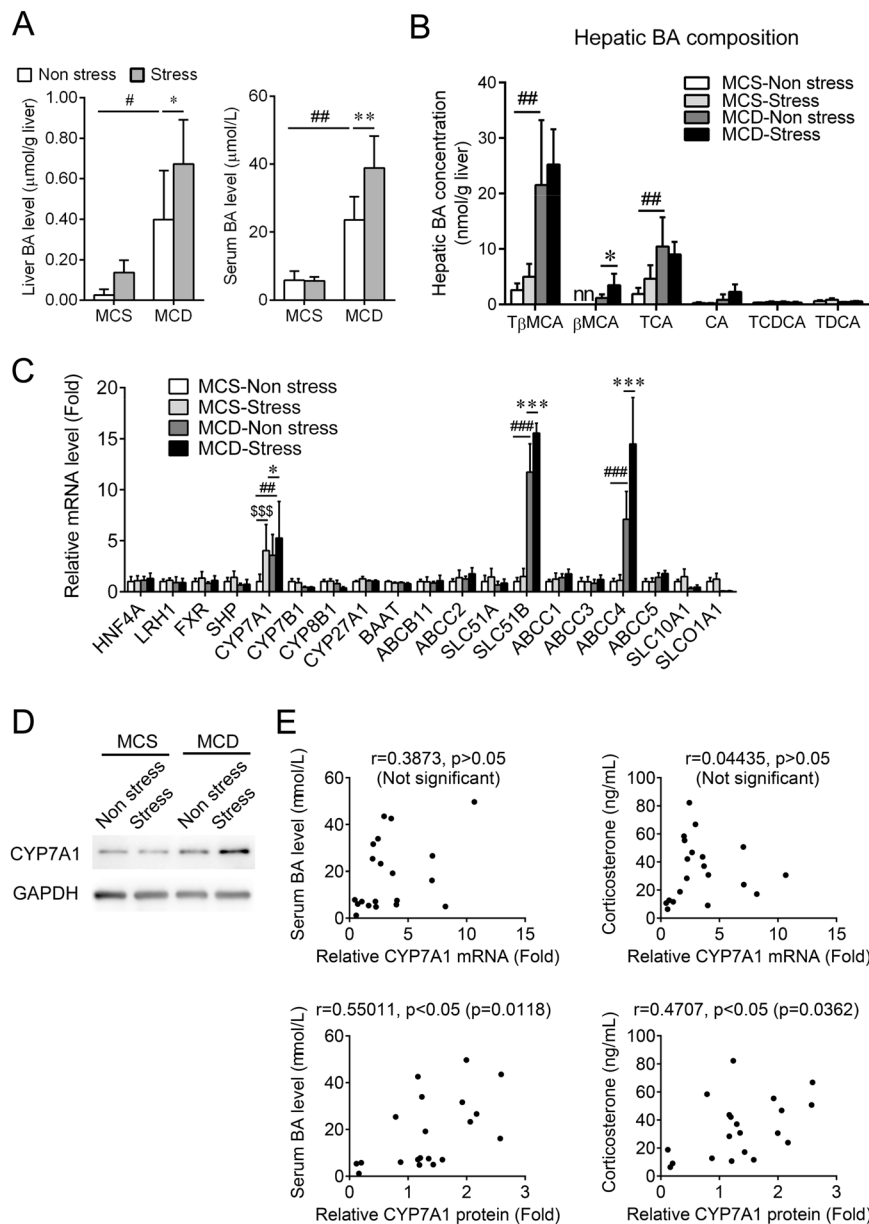 A
Non stress Stress
Liver BA level (μmol/g liver)
1.00
0.80
0.60
0.40
0.20
0.00
#
*
MCS MCD
Serum BA level (μmol/L)
60
40
20
0
##
**
MCS MCD
B
Hepatic BA composition
Hepatic BA concentration
(nmol/g liver)
40
30
20
10
0
MCS-Non stress
MCS-Stress
MCD-Non stress
MCD-Stress
##
nn
*
##
TβMCA βMCA TCA CA TCDCA TDCA
C
Relative mRNA level (Fold)
20
15
10
5
0
MCS-Non stress
MCS-Stress
MCD-Non stress
MCD-Stress
*
##
$$$
***
###
***
###
HNF4A
LRH1
FXR
SHP
CYP7A1
CYP7B1
CYP8B1
CYP27A1
BAAT
ABCB11
ABCC2
SLC51A
SLC51B
ABCC1
ABCC3
ABCC4
ABCC5
SLC10A1
SLCO1A1
D
MCS MCD
Non stress
Stress
Non stress
Stress
CYP7A1
GAPDH
E
r=0.3873, p>0.05
(Not significant)
Serum BA level (mmol/L)
60
40
20
0
0 5 10 15
Relative CYP7A1 mRNA (Fold)
r=0.04435, p>0.05
(Not significant)
Corticosterone (ng/mL)
100
80
60
40
20
0
0 5 10 15
Relative CYP7A1 mRNA (Fold)
r=0.55011, p<0.05 (p=0.0118)
Serum BA level (mmol/L)
60
40
20
0
0 1 2 3
Relative CYP7A1 protein (Fold)
r=0.4707, p<0.05 (p=0.0362)
Corticosterone (ng/mL)
100
80
60
40
20
0
0 1 2 3
Relative CYP7A1 protein (Fold)